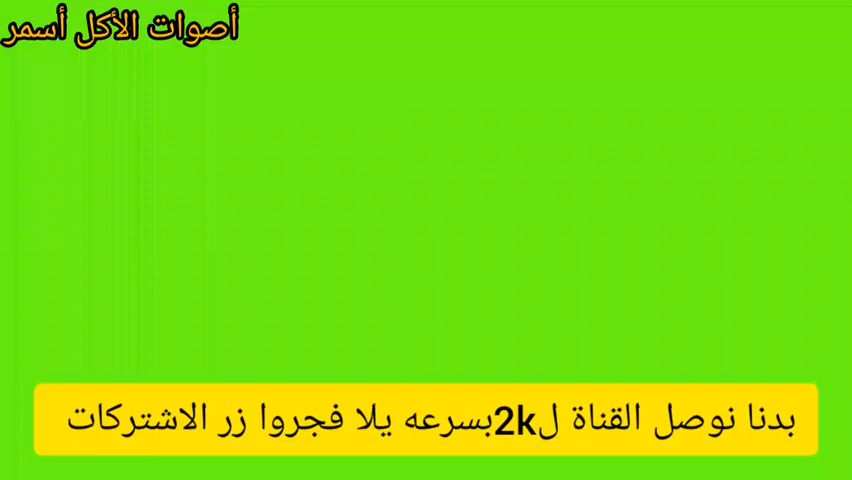 أصوات الأكل أسمر
بدنا نوصل القناة ل2kبسرعه يلا فجروا زر الاشتركات